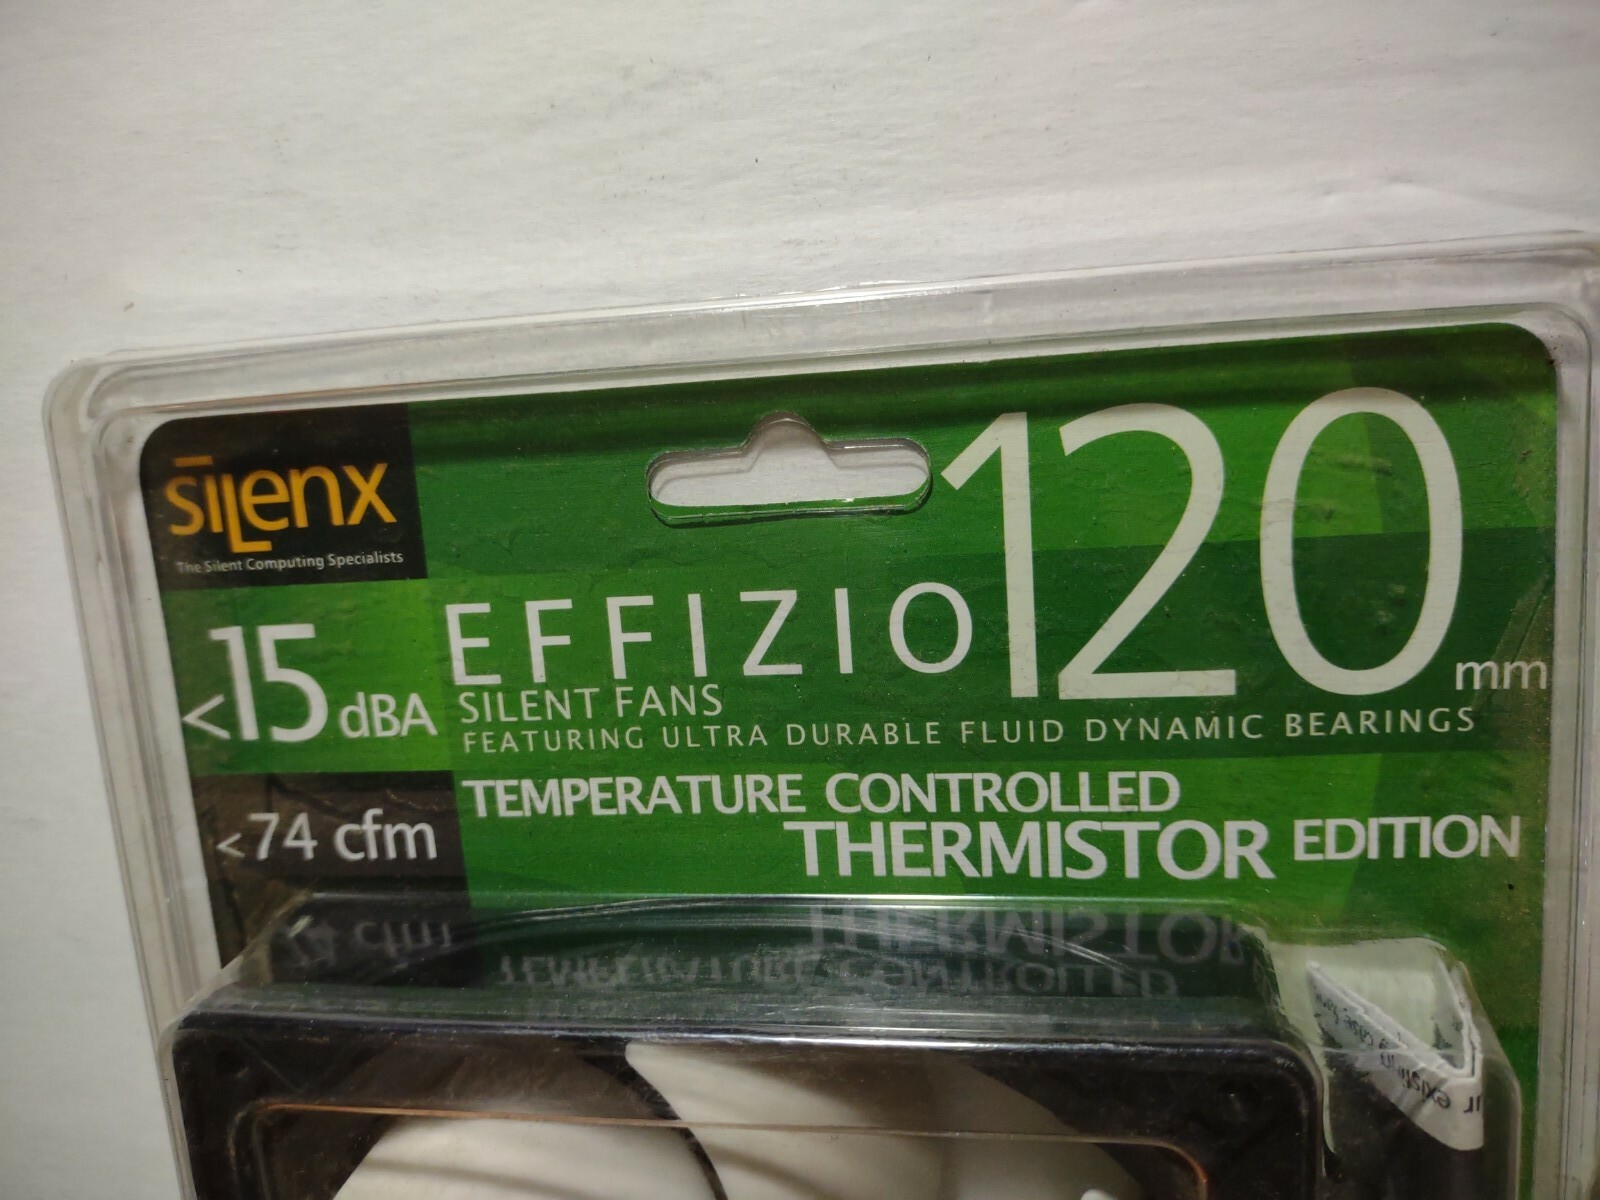 SILENX
The Silent Computing Specialists
EFFIZIO 120 mm
<15 dBA
SILENT FANS
FEATURING ULTRA DURABLE FLUID DYNAMIC BEARINGS
<74 cfm
TEMPERATURE CONTROLLED
THERMISTOR EDITION